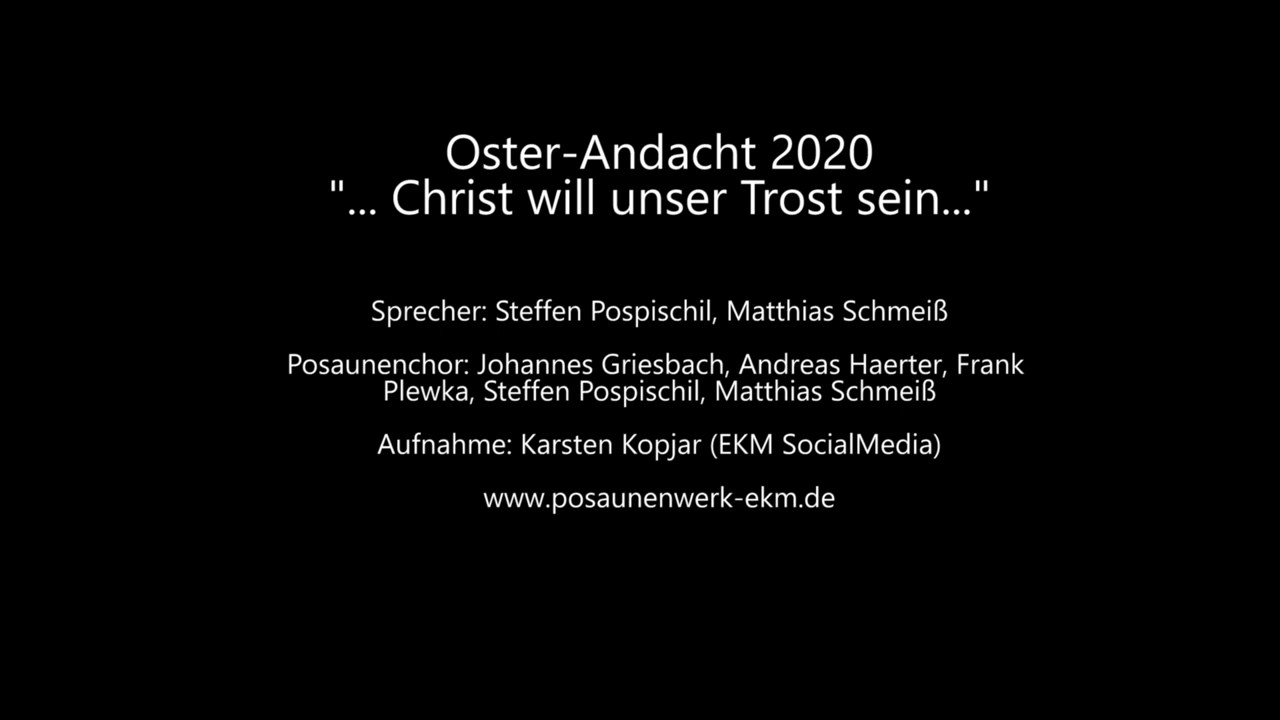 Oster-Andacht 2020
"... Christ will unser Trost sein..."
Sprecher: Steffen Pospischil, Matthias Schmeiß
Posaunenchor: Johannes Griesbach, Andreas Haerter, Frank
Plewka, Steffen Pospischil, Matthias Schmeiß
Aufnahme: Karsten Kopjar (EKM SocialMedia)
www.posaunenwerk-ekm.de